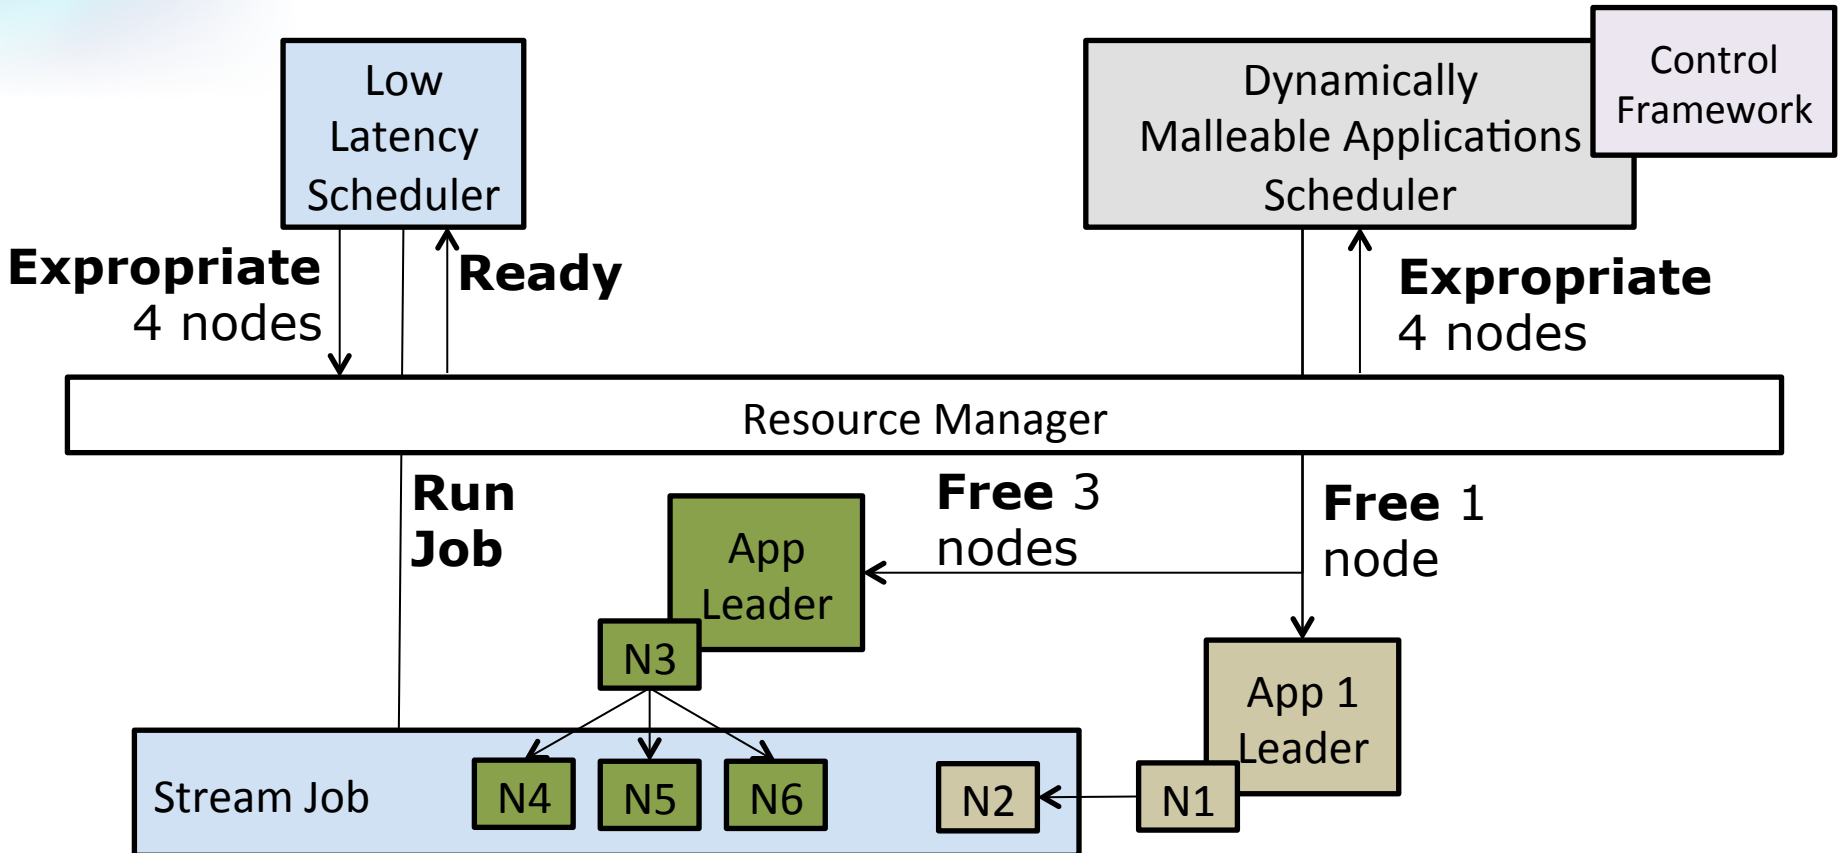 Low
Latency
Scheduler
Dynamically
Malleable Applications
Scheduler
Control
Framework
Expropriate
4 nodes
Ready
Expropriate
4 nodes
Resource Manager
Run
Job
Free 3
nodes
Free 1
node
App
Leader
N3
App 1
Leader
Stream Job
N4
N5
N6
N2
N1